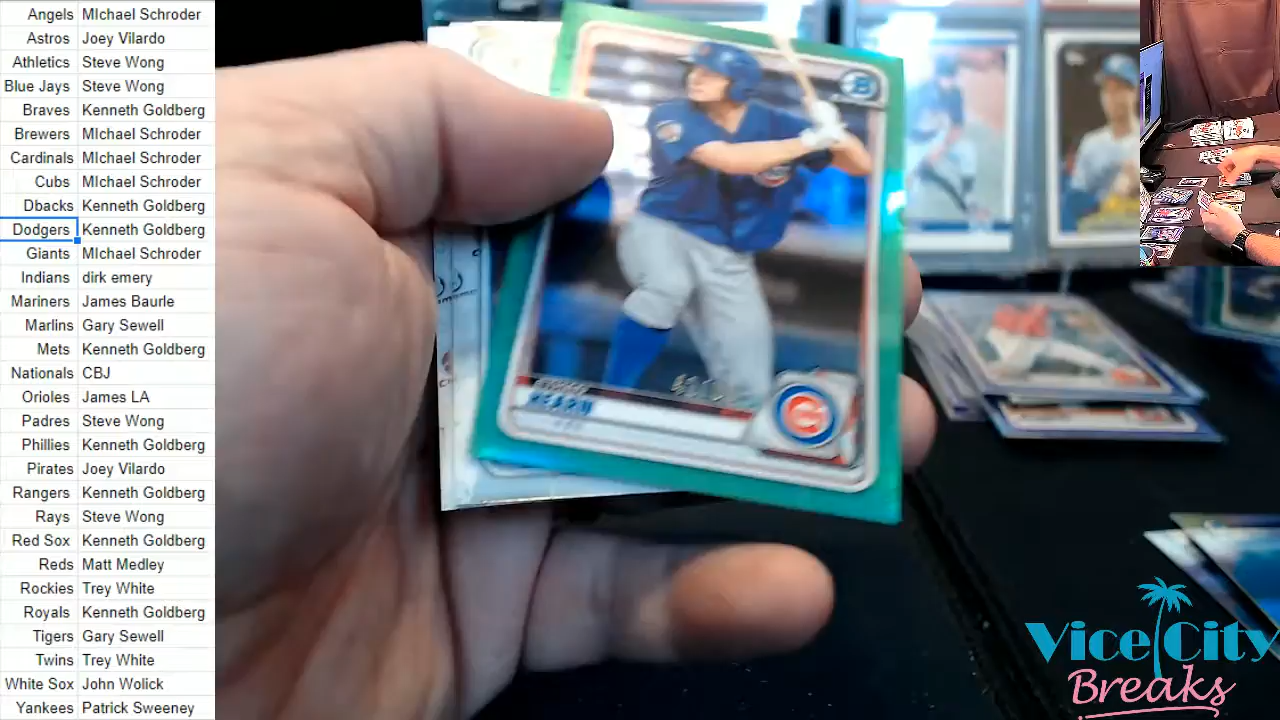 Angels MIchael Schroder
Astros Joey Vilardo
Athletics Steve Wong
Blue Jays Steve Wong
Braves Kenneth Goldberg
Brewers MIchael Schroder
Cardinals MIchael Schroder
Cubs MIchael Schroder
Dbacks Kenneth Goldberg
Dodgers Kenneth Goldberg
Giants MIchael Schroder
Indians dirk emery
Mariners James Baurle
Marlins Gary Sewell
Mets Kenneth Goldberg
Nationals CBJ
Orioles James LA
Padres Steve Wong
Phillies Kenneth Goldberg
Pirates Joey Vilardo
Rangers Kenneth Goldberg
Rays Steve Wong
Red Sox Kenneth Goldberg
Reds Matt Medley
Rockies Trey White
Royals Kenneth Goldberg
Tigers Gary Sewell
Twins Trey White
White Sox John Wolick
Yankees Patrick Sweeney
B
C
Vice City
Breaks